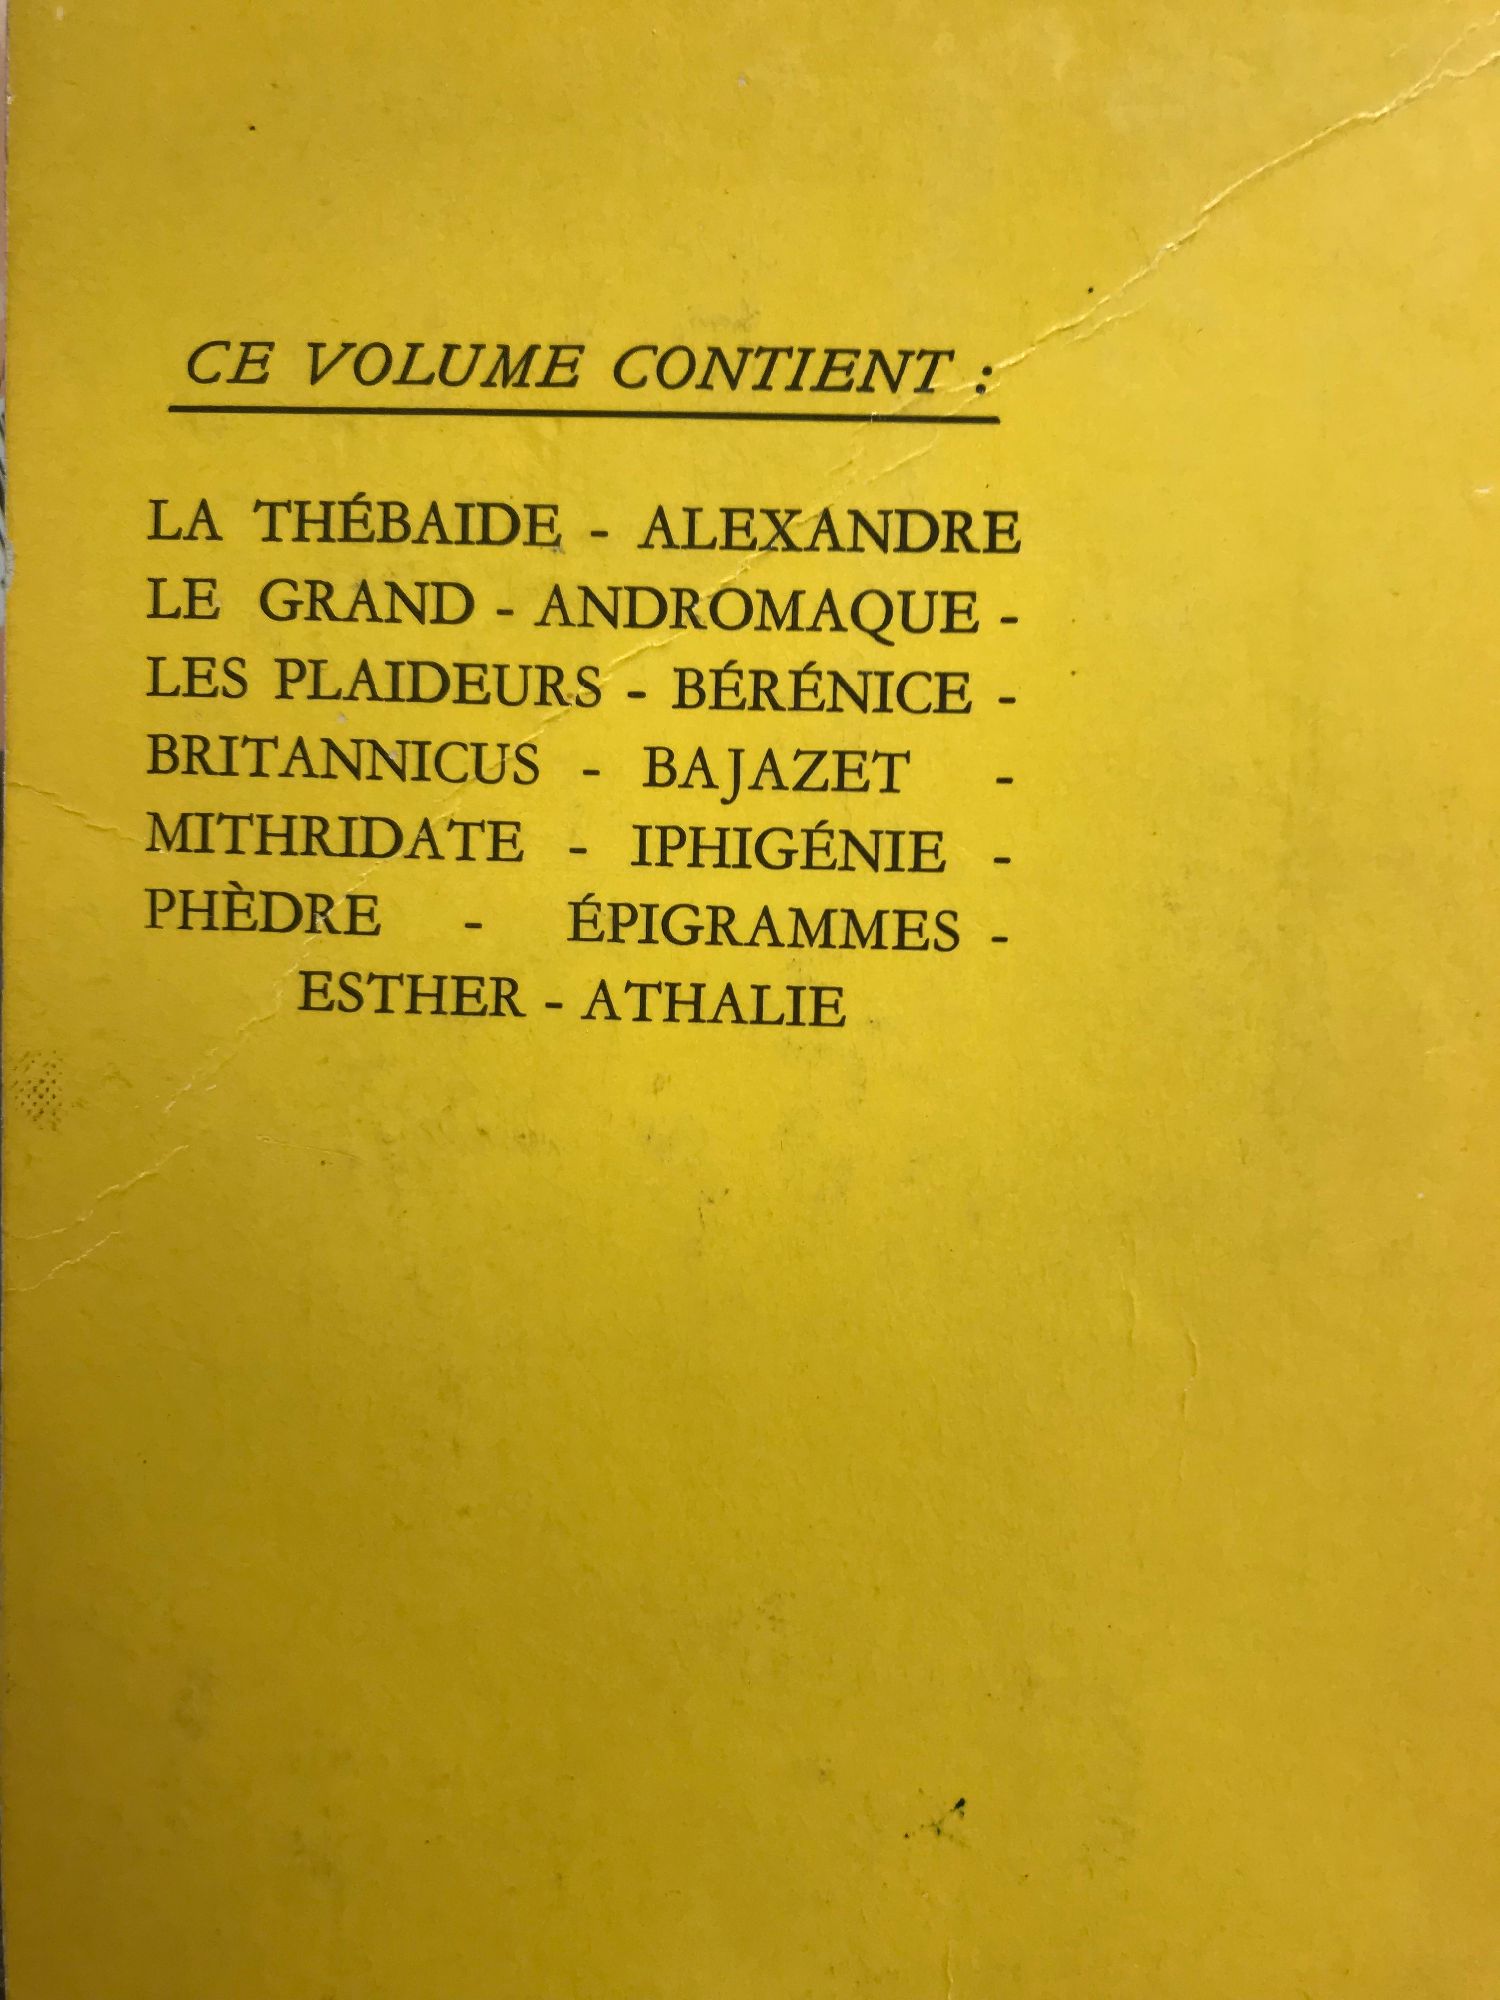 CE VOLUME CONTIENT :
LA THÉBAIDE - ALEXANDRE
LE GRAND - ANDROMAQUE -
LES PLAIDEURS - BÉRÉNICE -
BRITANNICUS - BAJAZET -
MITHRIDATE - IPHIGÉNIE -
PHÈDRE - ÉPIGRAMMES -
ESTHER - ATHALIE